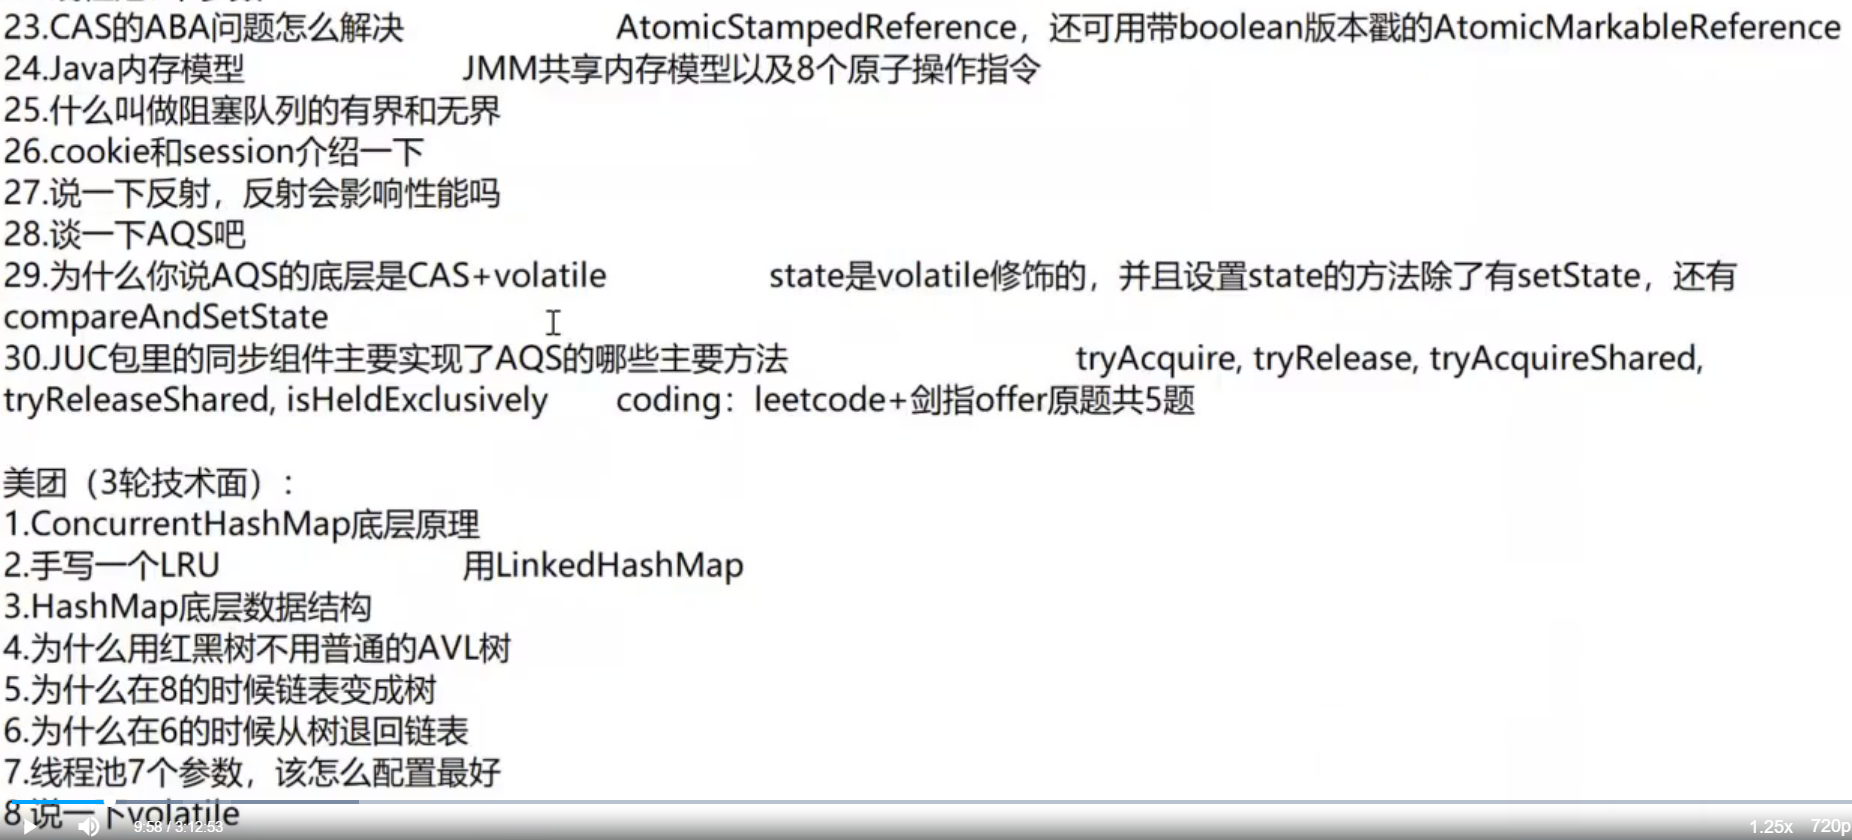 23.CAS的ABA问题怎么解决 AtomicStampedReference，还可用带boolean版本戳的AtomicMarkableReference
24.Java内存模型 JMM共享内存模型以及8个原子操作指令
25.什么叫做阻塞队列的有界和无界
26.cookie和session介绍一下
27.说一下反射，反射会影响性能吗
28.谈一下AQS吧
29.为什么你说AQS的底层是CAS+volatile state是volatile修饰的，并且设置state的方法除了有setState，还有
compareAndSetState
30.JUC包里的同步组件主要实现了AQS的哪些主要方法 tryAcquire, tryRelease, tryAcquireShared,
tryReleaseShared, isHeldExclusively coding：leetcode+剑指offer原题共5题
美团（3轮技术面）：
1.ConcurrentHashMap底层原理
2.手写一个LRU 用LinkedHashMap
3.HashMap底层数据结构
4.为什么用红黑树不用普通的AVL树
5.为什么在8的时候链表变成树
6.为什么在6的时候从树退回链表
7.线程池7个参数，该怎么配置最好
8.说一下volatile
9:58 / 3:12:53 1.25x 720p